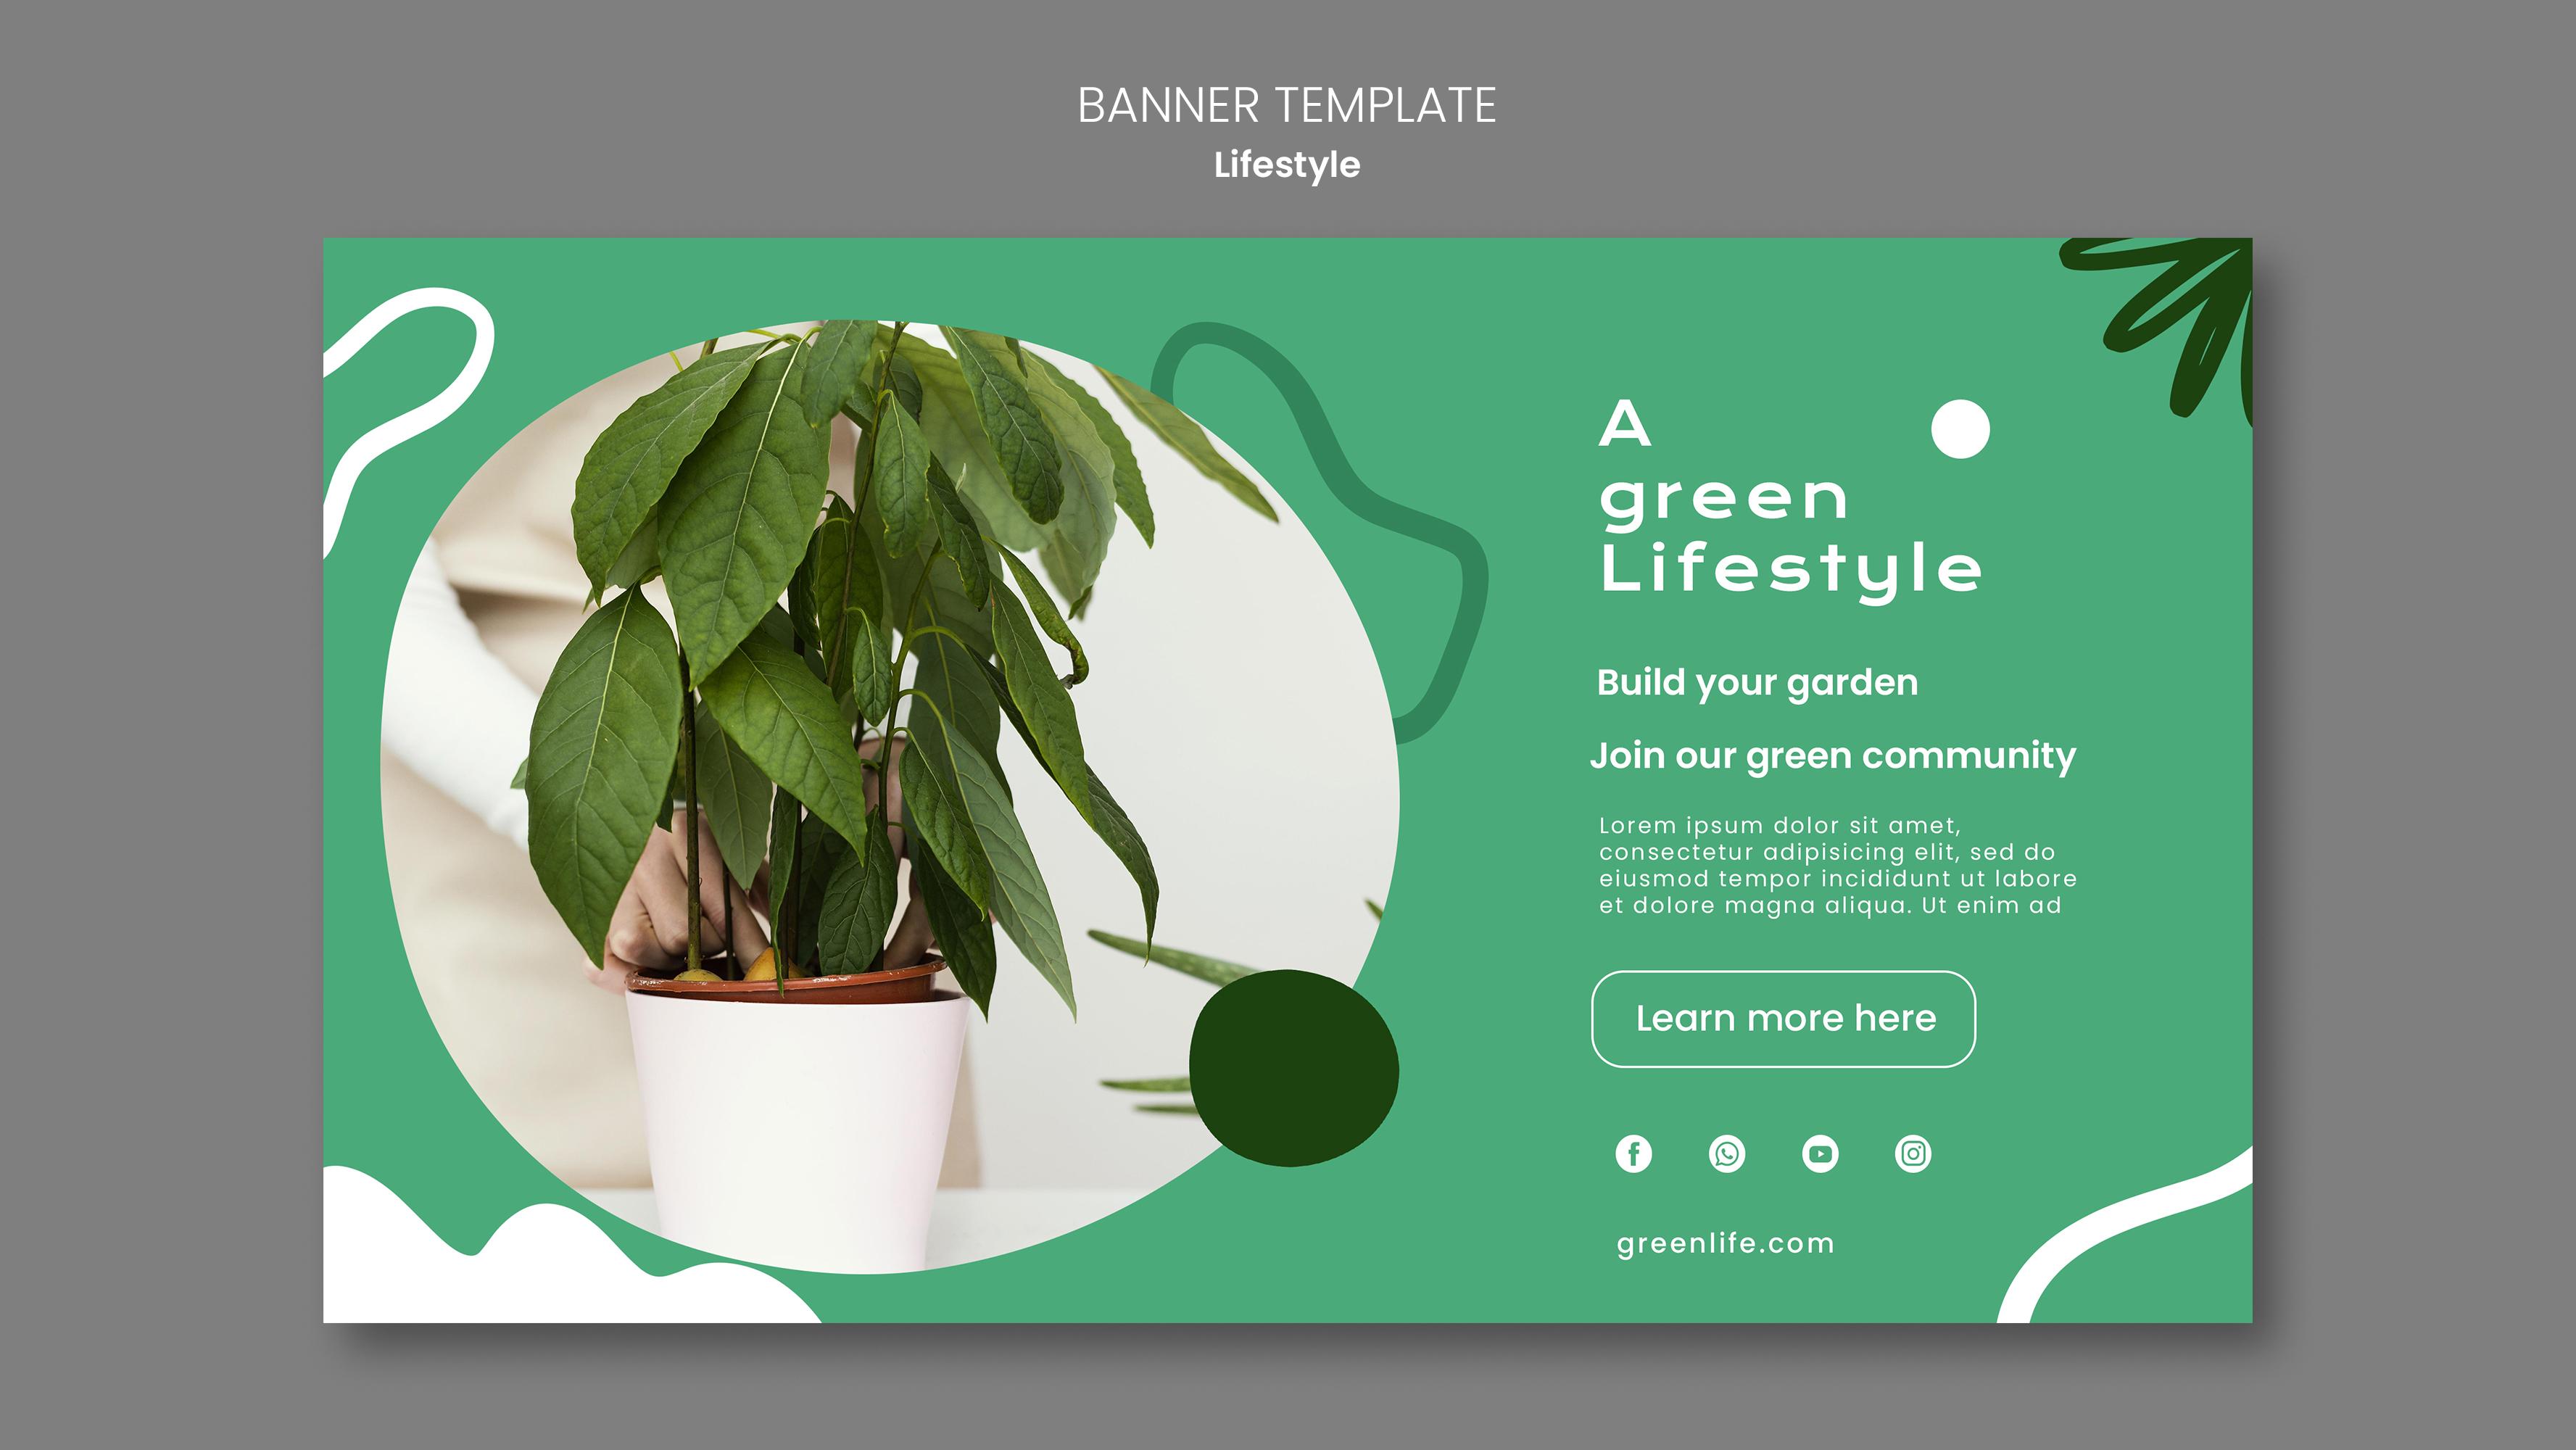 BANNER TEMPLATE
Lifestyle
A
green
Lifestyle
Build your garden
Join our green community
Lorem ipsum dolor sit amet,
consectetur adipisicing elit, sed do
eiusmod tempor incididunt ut labore
et dolore magna aliqua. Ut enim ad
Learn more here
greenlife.com